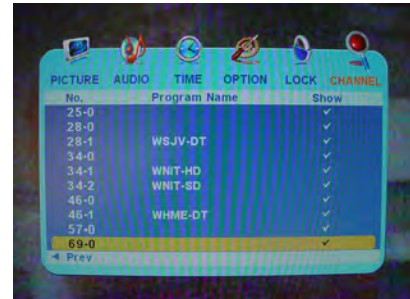 PICTURE AUDIO TIME OPTION LOCK CHANNEL
No. Program Name Show
25-0
28-0
28-1 WSJV-DT
34-0
34-1 WNIT-HD
34-2 WNIT-SD
46-0
46-1 WHME-DT
57-0
69-0
Prev